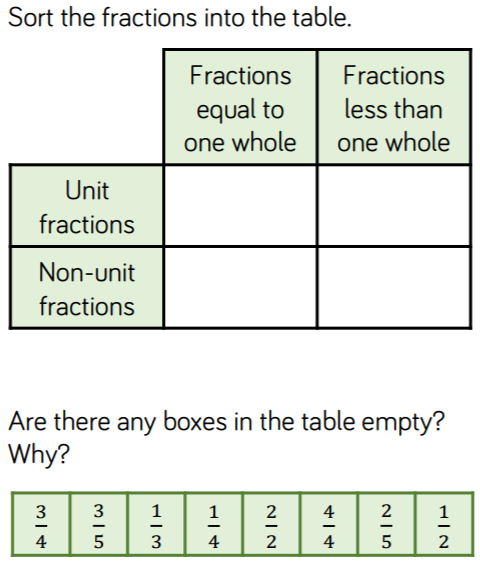 Sort the fractions into the table.
Fractions equal to one whole
Fractions less than one whole
Unit fractions
Non-unit fractions
Are there any boxes in the table empty?
Why?
3/4 3/5 1/3 1/4 2/2 4/4 2/5 1/2